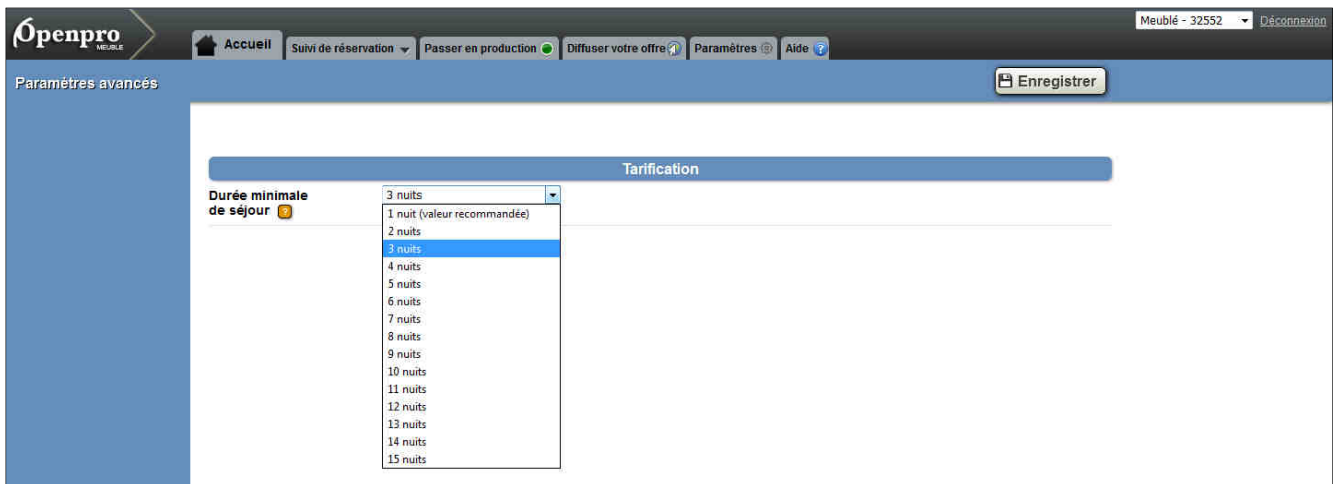 Openpro
MEUBLE
Meublé - 32552
Déconnexion
Accueil
Suivi de réservation
Passer en production
Diffuser votre offre
Paramètres
Aide ?
Paramètres avancés
Enregistrer
Tarification
Durée minimale
de séjour ?
3 nuits
1 nuit (valeur recommandée)
2 nuits
3 nuits
4 nuits
5 nuits
6 nuits
7 nuits
8 nuits
9 nuits
10 nuits
11 nuits
12 nuits
13 nuits
14 nuits
15 nuits